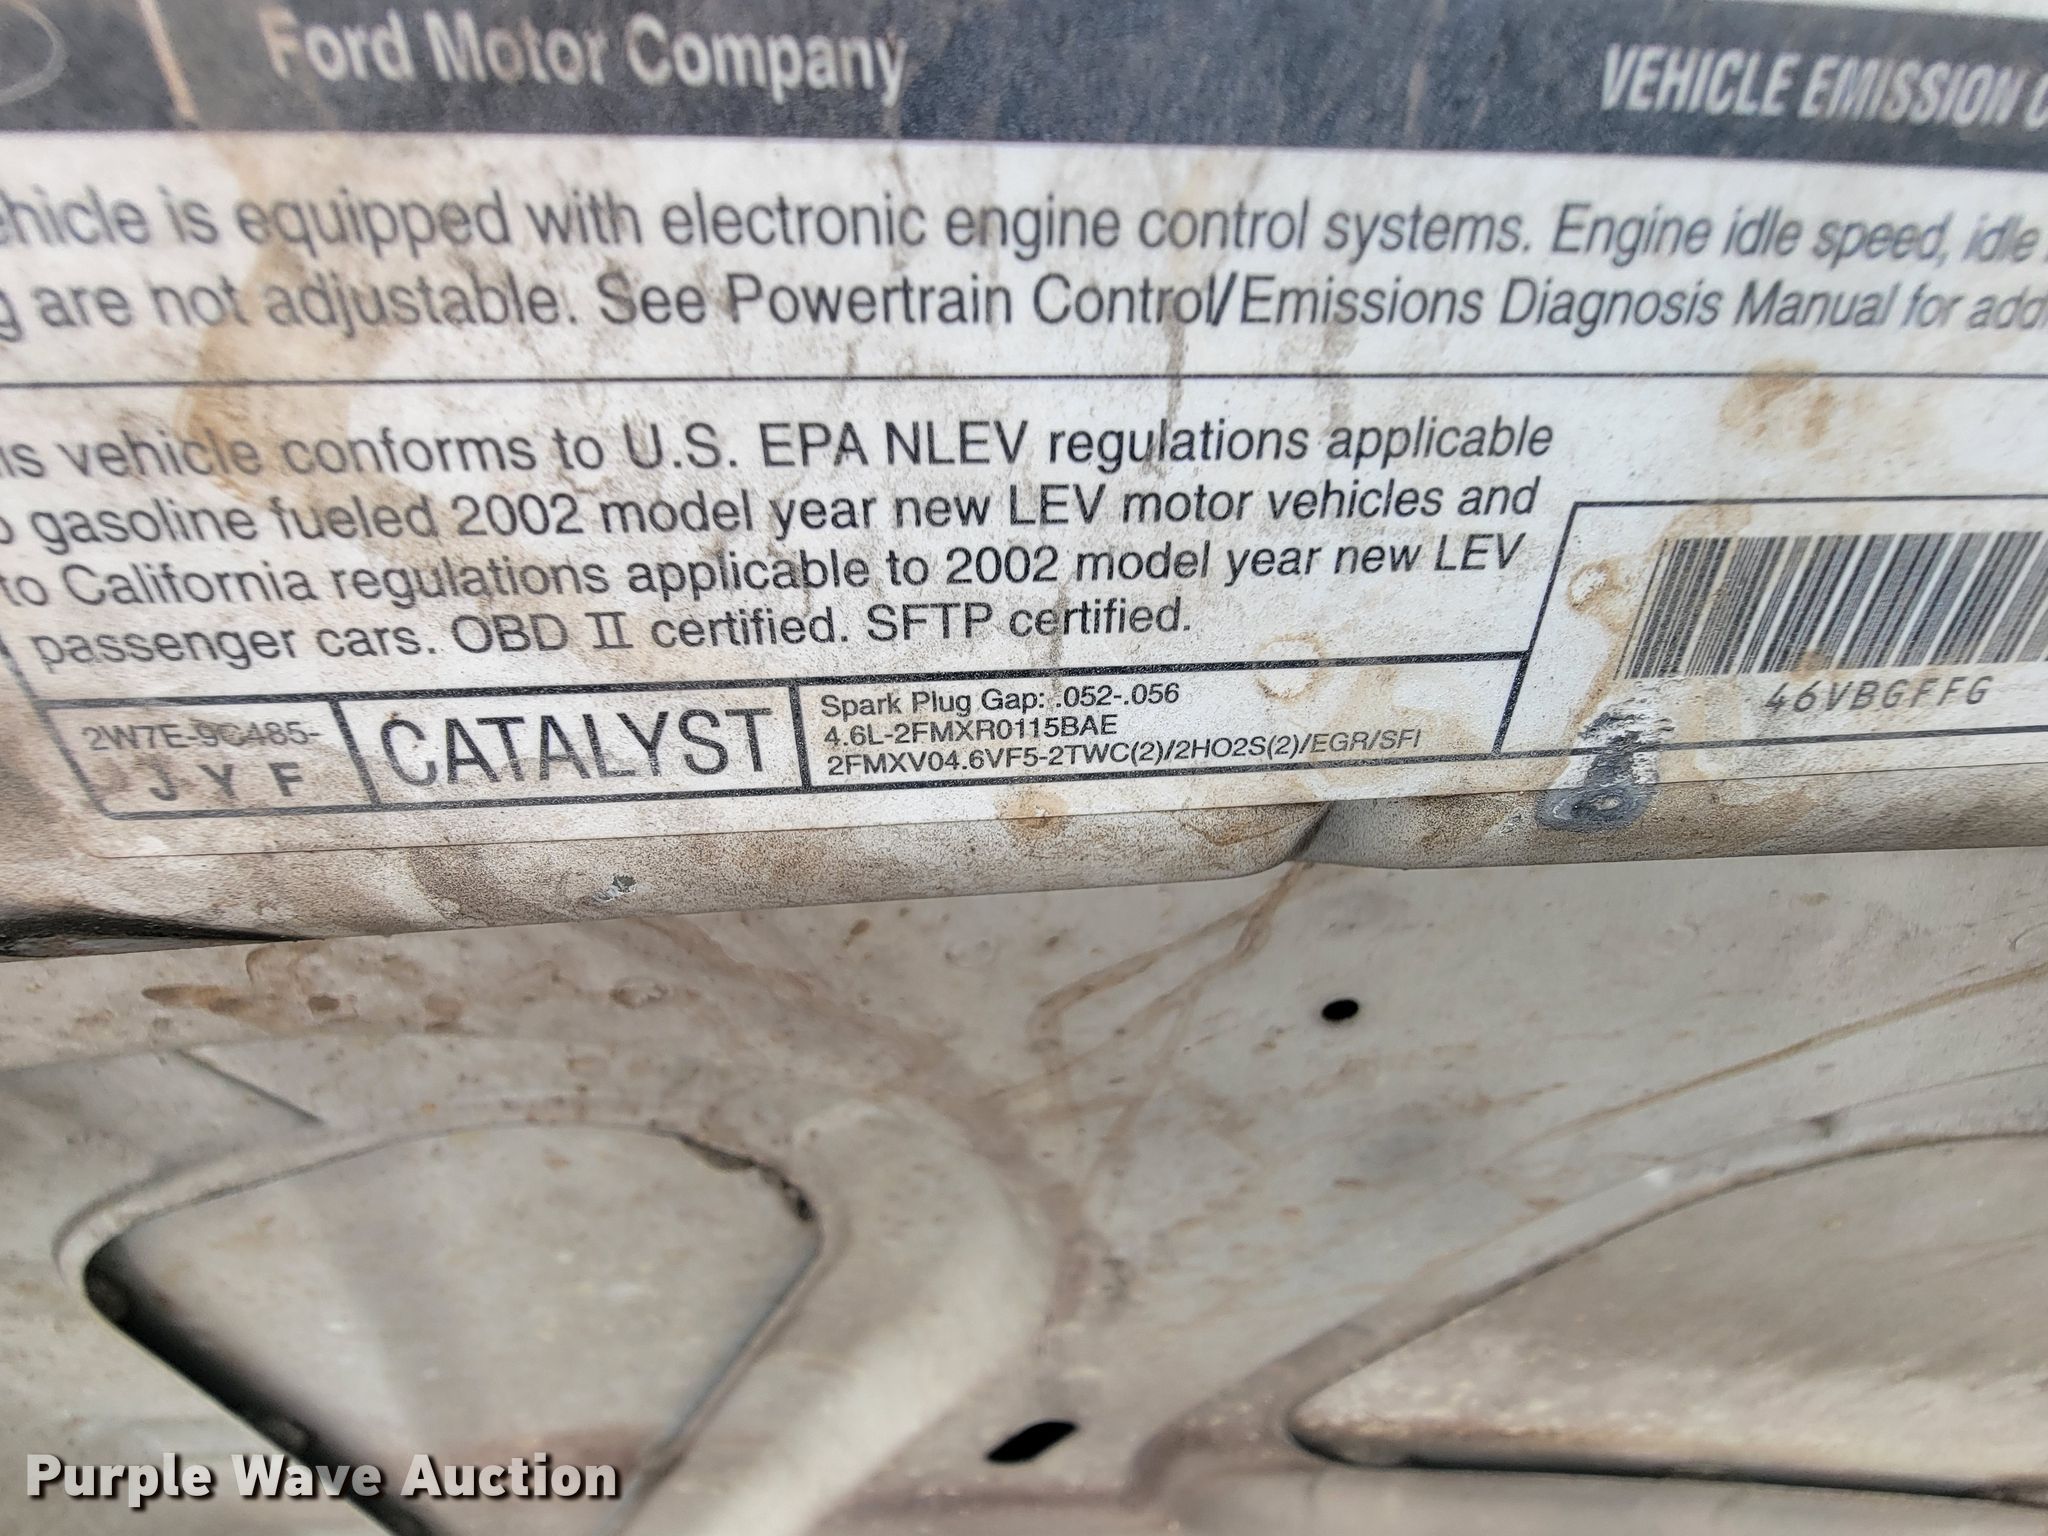 Ford Motor Company
VEHICLE EMISSION C
ehicle is equipped with electronic engine control systems. Engine idle speed, idle
g are not adjustable. See Powertrain Control/Emissions Diagnosis Manual for addi
is vehicle conforms to U.S. EPA NLEV regulations applicable
o gasoline fueled 2002 model year new LEV motor vehicles and
to California regulations applicable to 2002 model year new LEV
passenger cars. OBD II certified. SFTP certified.
2W7E-9C485-
J Y F
CATALYST
Spark Plug Gap: .052-.056
4.6L-2FMXR0115BAE
2FMXV04.6VF5-2TWC(2)/2HO2S(2)/EGR/SFI
46VBGFFG
Purple Wave Auction